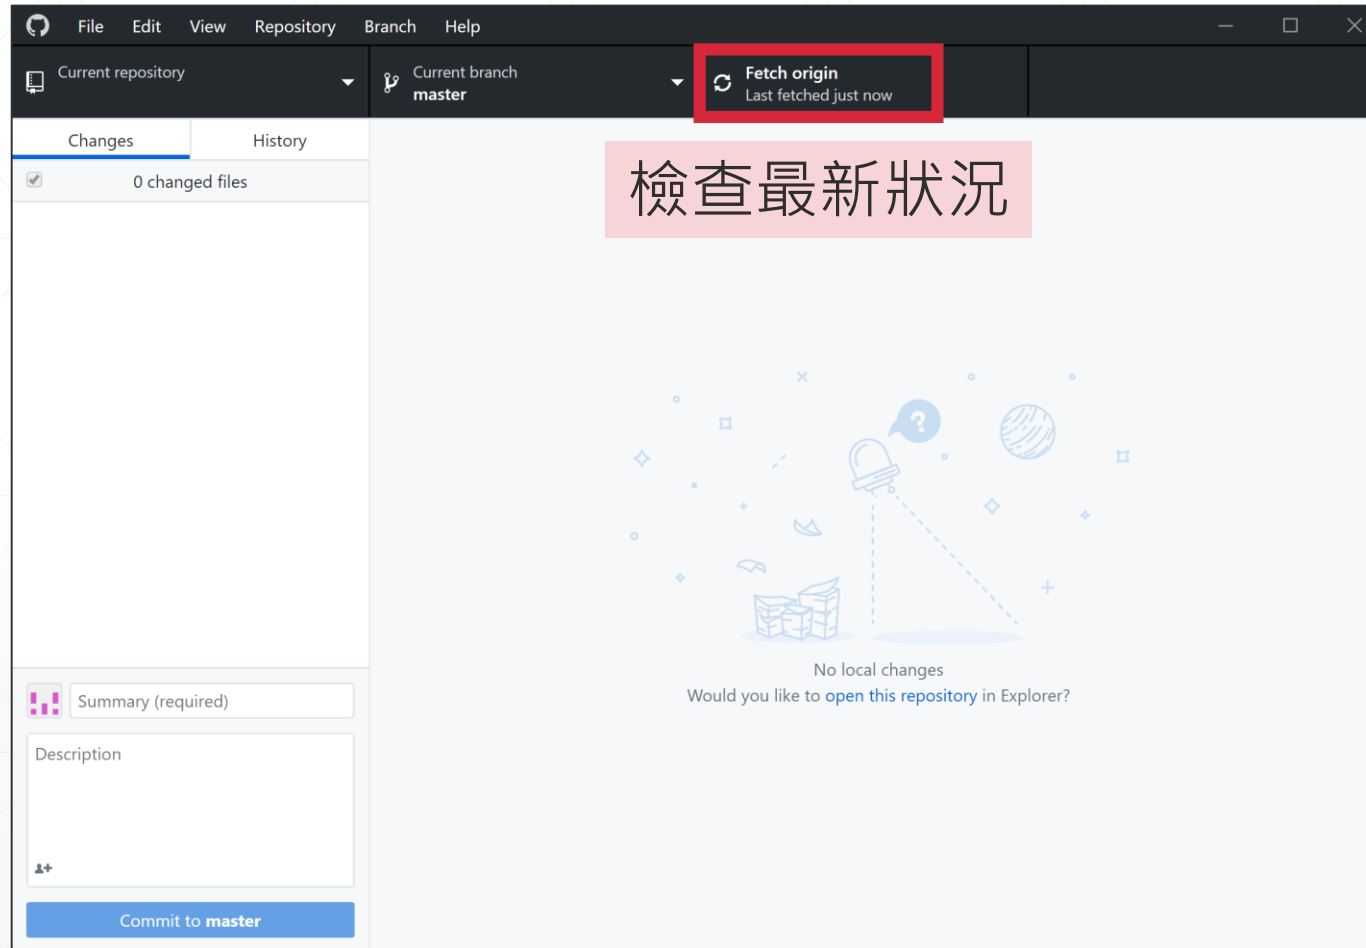 File Edit View Repository Branch Help
Current repository
Current branch
master
Fetch origin
Last fetched just now
Changes History
0 changed files
檢查最新狀況
?
No local changes
Would you like to open this repository in Explorer?
Summary (required)
Description
Commit to master